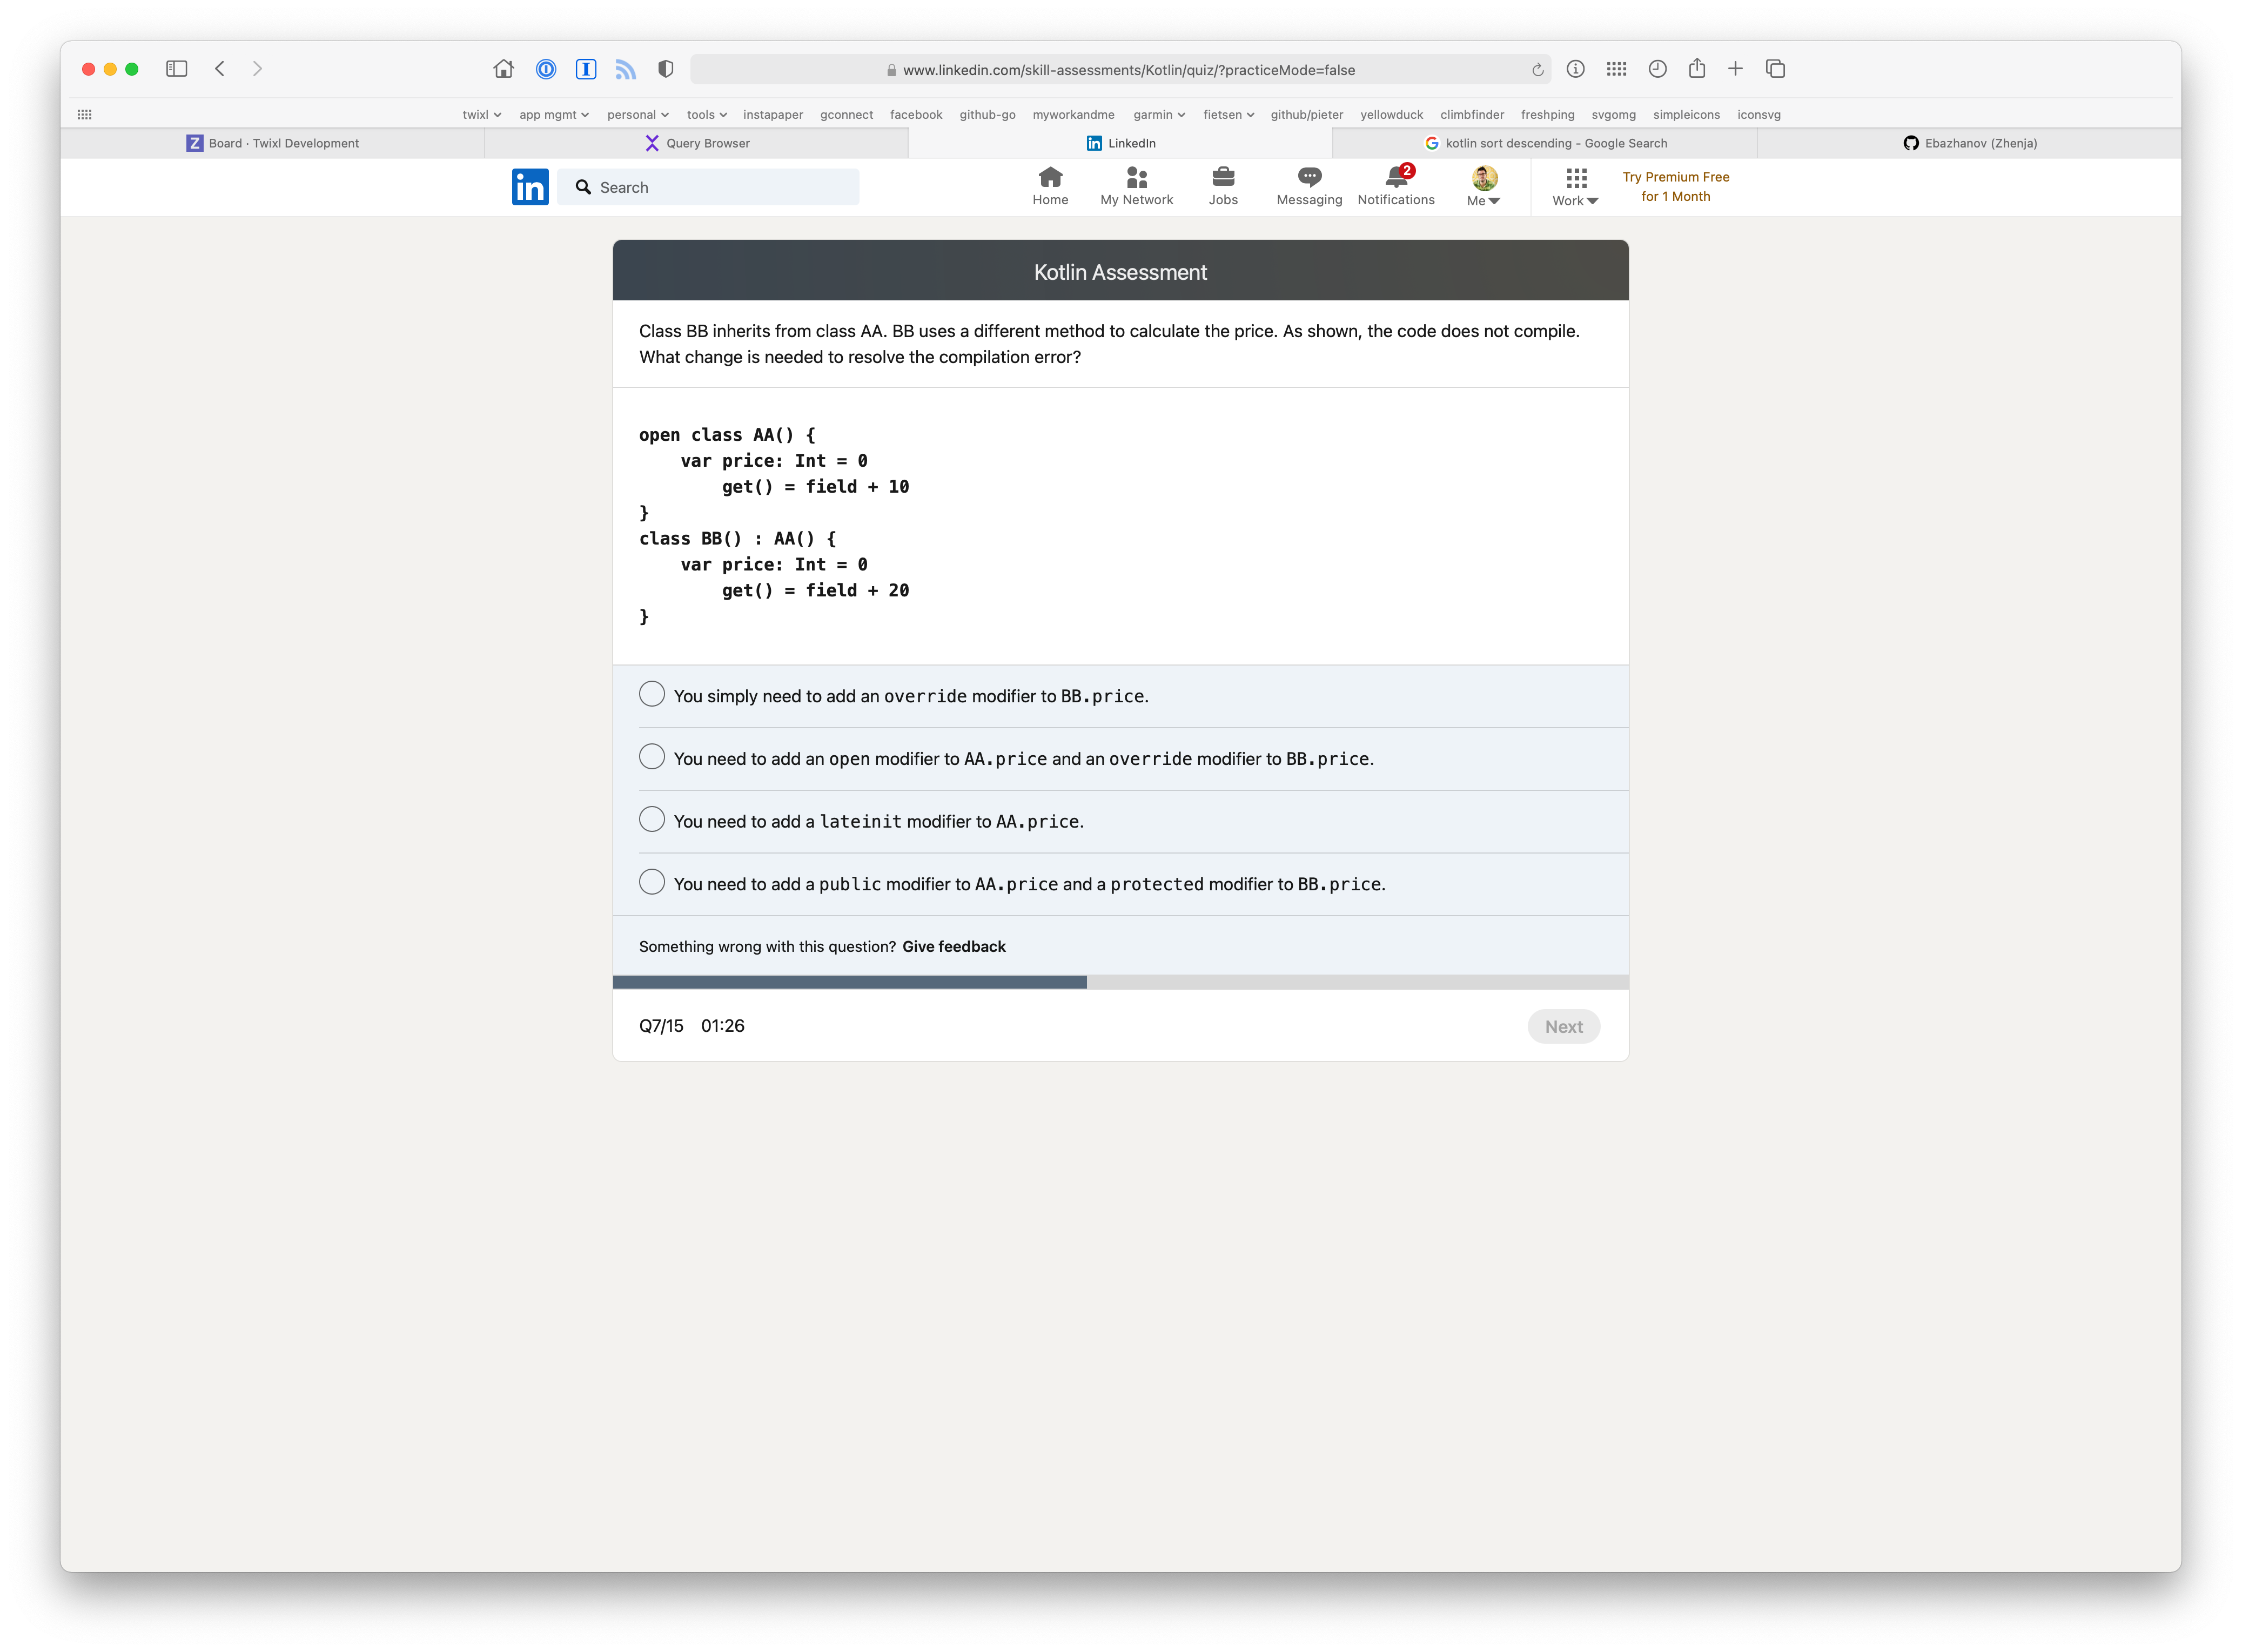 www.linkedin.com/skill-assessments/Kotlin/quiz/?practiceMode=false
twixl app mgmt personal tools instapaper gconnect facebook github-go myworkandme garmin fietsen github/pieter yellowduck climbfinder freshping svgomg simpleicons iconsvg
Z Board · Twixl Development Query Browser in LinkedIn G kotlin sort descending - Google Search Ebazhanov (Zhenja)
in Search
2
Home My Network Jobs Messaging Notifications Me Work
Try Premium Free
for 1 Month
Kotlin Assessment
Class BB inherits from class AA. BB uses a different method to calculate the price. As shown, the code does not compile.
What change is needed to resolve the compilation error?
open class AA() {
    var price: Int = 0
        get() = field + 10
}
class BB() : AA() {
    var price: Int = 0
        get() = field + 20
}
You simply need to add an override modifier to BB.price.
You need to add an open modifier to AA.price and an override modifier to BB.price.
You need to add a lateinit modifier to AA.price.
You need to add a public modifier to AA.price and a protected modifier to BB.price.
Something wrong with this question? Give feedback
Q7/15 01:26
Next